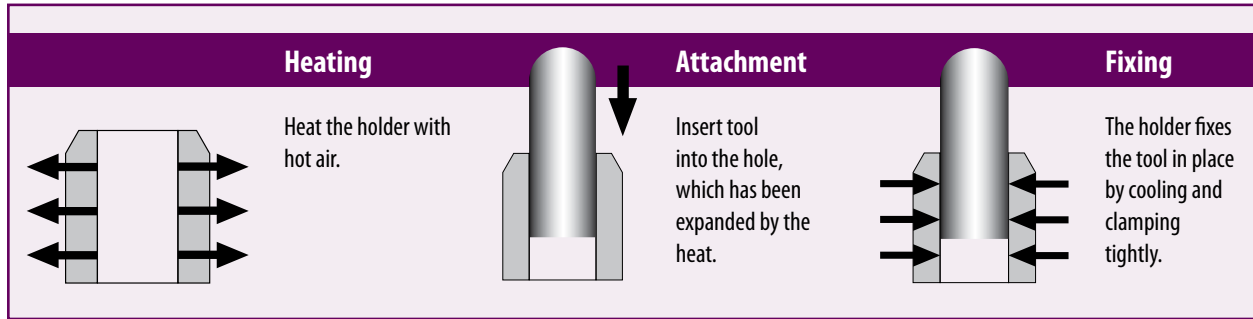 Heating
Heat the holder with
hot air.
Attachment
Insert tool
into the hole,
which has been
expanded by the
heat.
Fixing
The holder fixes
the tool in place
by cooling and
clamping
tightly.